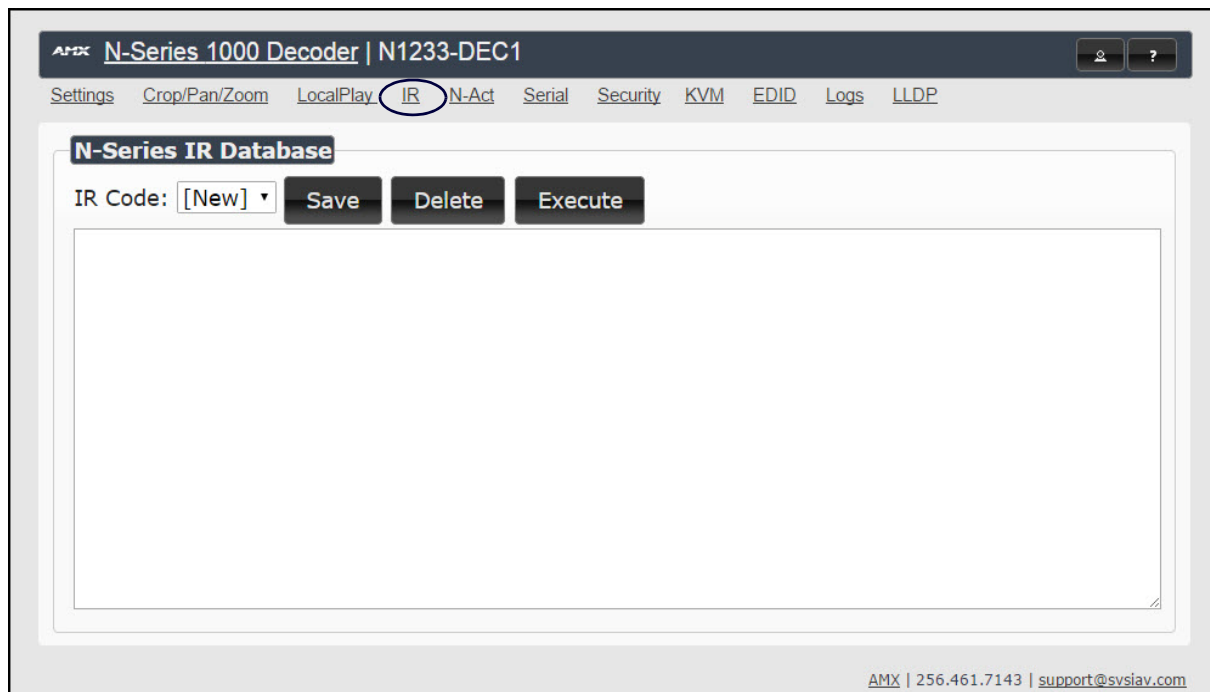 AMX N-Series 1000 Decoder | N1233-DEC1 ?
Settings Crop/Pan/Zoom LocalPlay IR N-Act Serial Security KVM EDID Logs LLDP
N-Series IR Database
IR Code: [New] Save Delete Execute
AMX | 256.461.7143 | support@svsiav.com